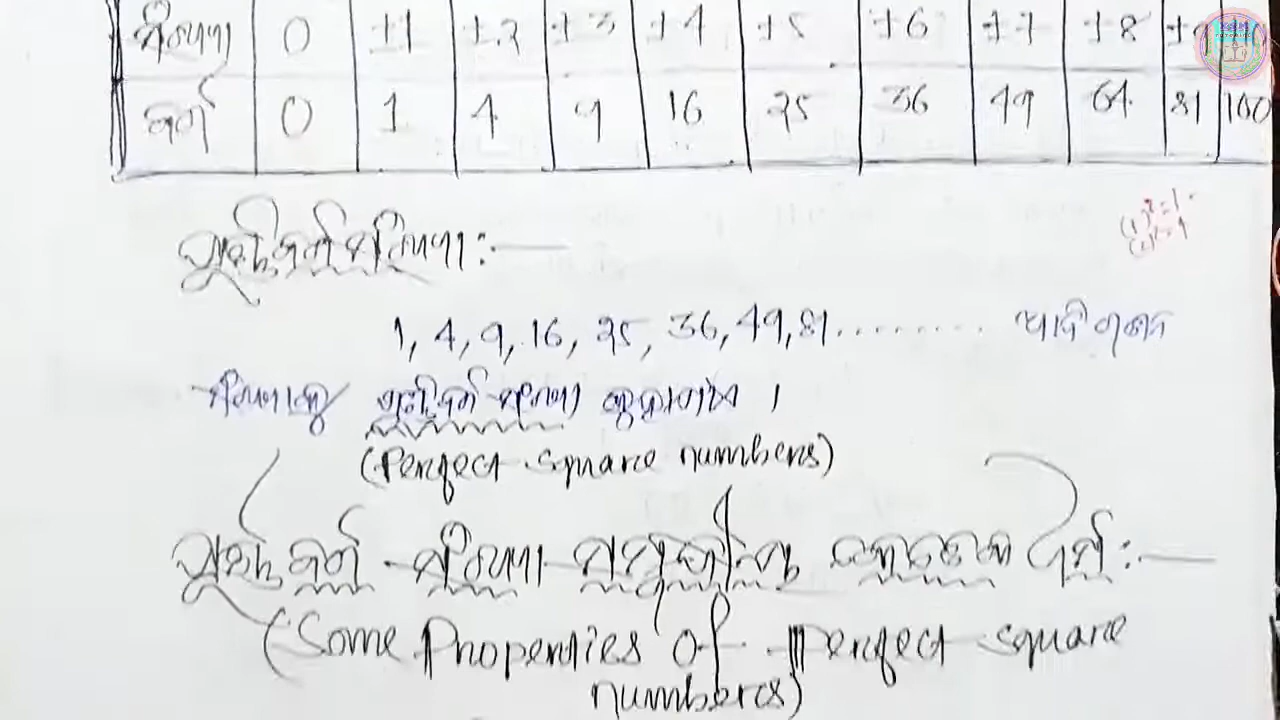 ସଂଖ୍ୟା 0 ±1 ±2 ±3 ±4 ±5 ±6 ±7 ±8
ବର୍ଗ 0 1 4 9 16 25 36 49 64 81 100
ପୂର୍ଣ୍ଣବର୍ଗ ସଂଖ୍ୟା :—
1, 4, 9, 16, 25, 36, 49, 81........ ଆଦି ଗଣନ
ସଂଖ୍ୟାକୁ ପୂର୍ଣ୍ଣବର୍ଗ ସଂଖ୍ୟା କୁହାଯାଏ ।
(Perfect square numbers)
ପୂର୍ଣ୍ଣବର୍ଗ ସଂଖ୍ୟା ସମ୍ବନ୍ଧୀୟ କେତେକ ଧର୍ମ :—
(Some Properties of Perfect square
numbers)